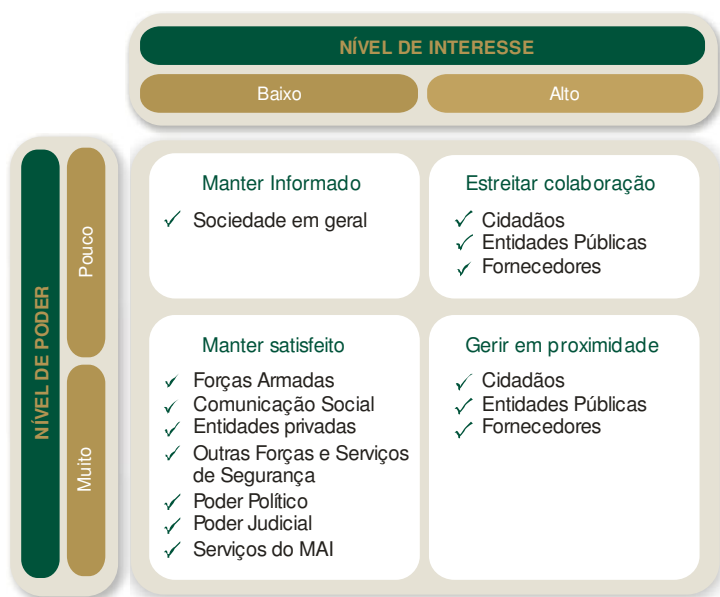 NÍVEL DE INTERESSE
Baixo
Alto
NÍVEL DE PODER
Pouco
Muito
Manter Informado
Sociedade em geral
Estreitar colaboração
Cidadãos
Entidades Públicas
Fornecedores
Manter satisfeito
Forças Armadas
Comunicação Social
Entidades privadas
Outras Forças e Serviços
de Segurança
Poder Político
Poder Judicial
Serviços do MAI
Gerir em proximidade
Cidadãos
Entidades Públicas
Fornecedores